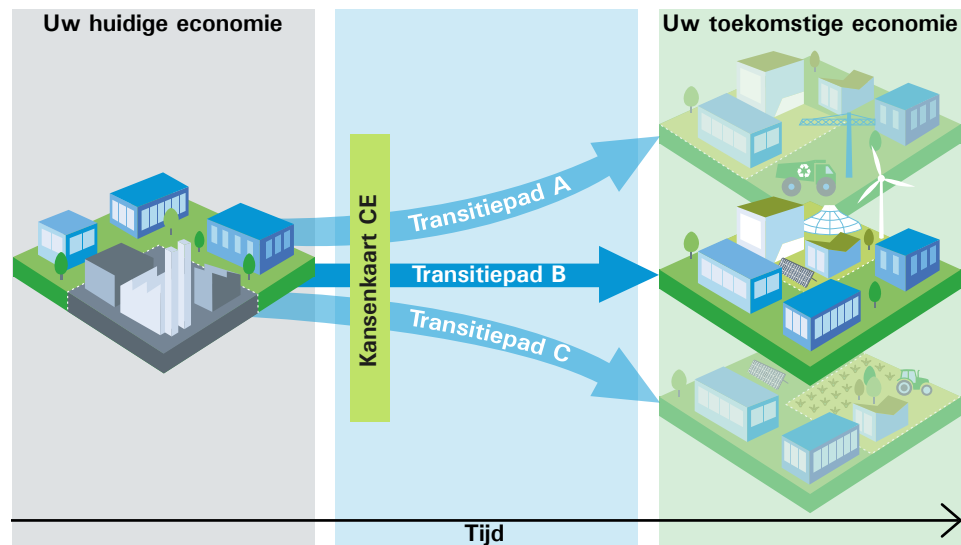 Uw huidige economie
Uw toekomstige economie
Kansenkaart CE
Transitiepad A
Transitiepad B
Transitiepad C
Tijd